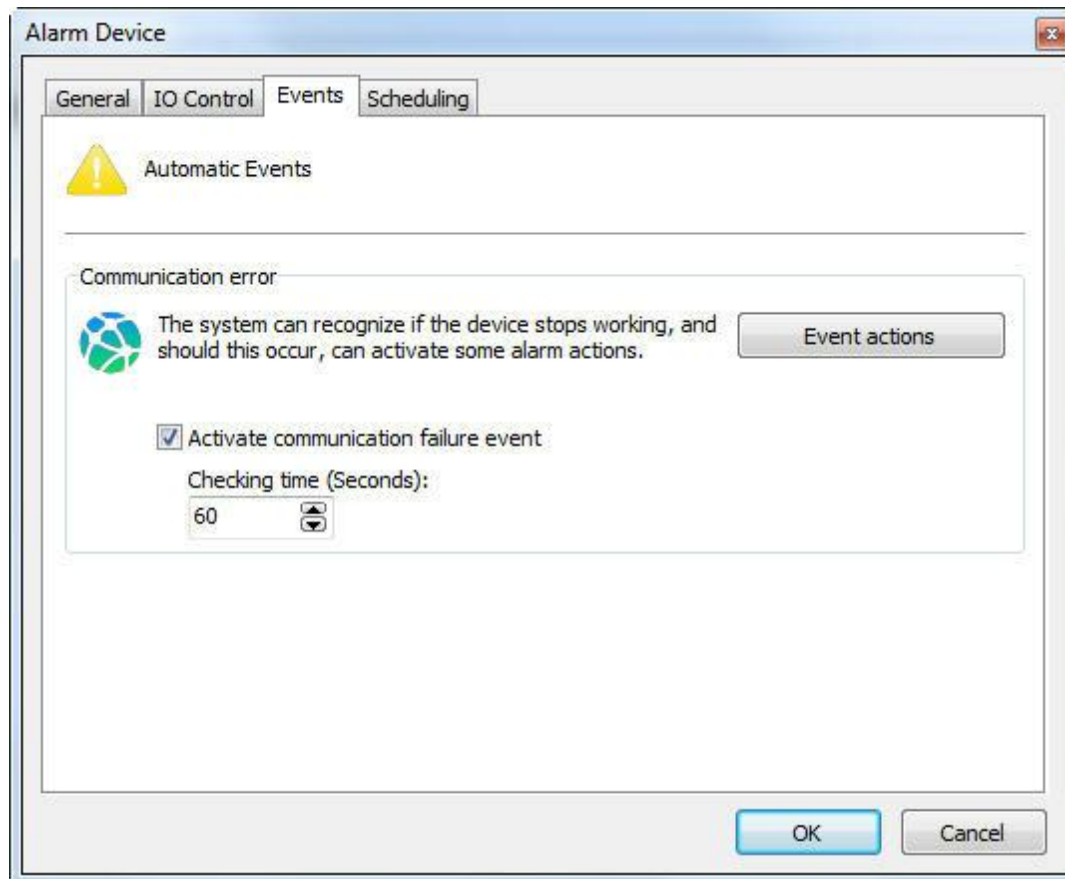 Alarm Device
General IO Control Events Scheduling
Automatic Events
Communication error
The system can recognize if the device stops working, and
should this occur, can activate some alarm actions.
Event actions
Activate communication failure event
Checking time (Seconds):
60
OK Cancel